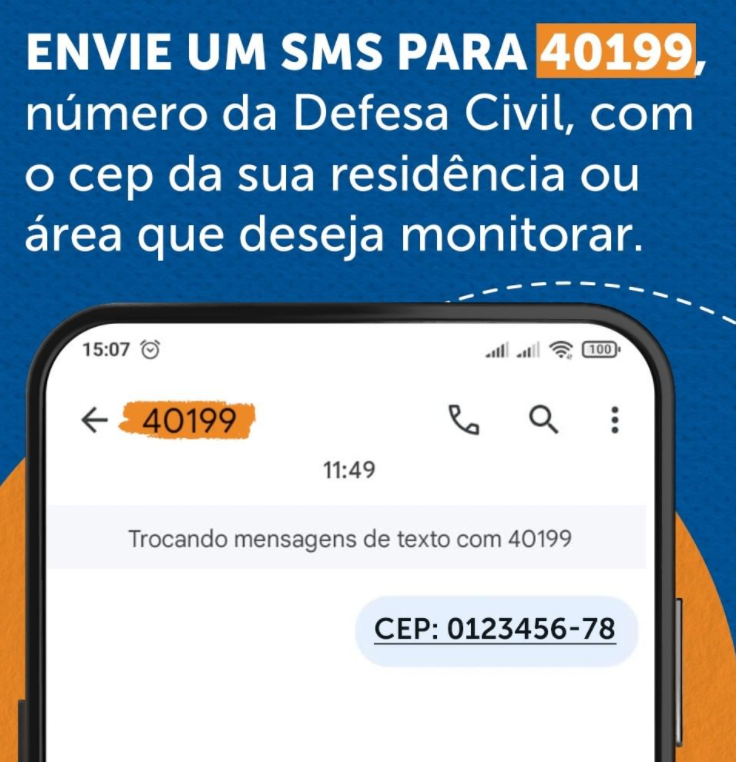 ENVIE UM SMS PARA 40199,
número da Defesa Civil, com
o cep da sua residência ou
área que deseja monitorar.
15:07
100
40199
11:49
Trocando mensagens de texto com 40199
CEP: 0123456-78